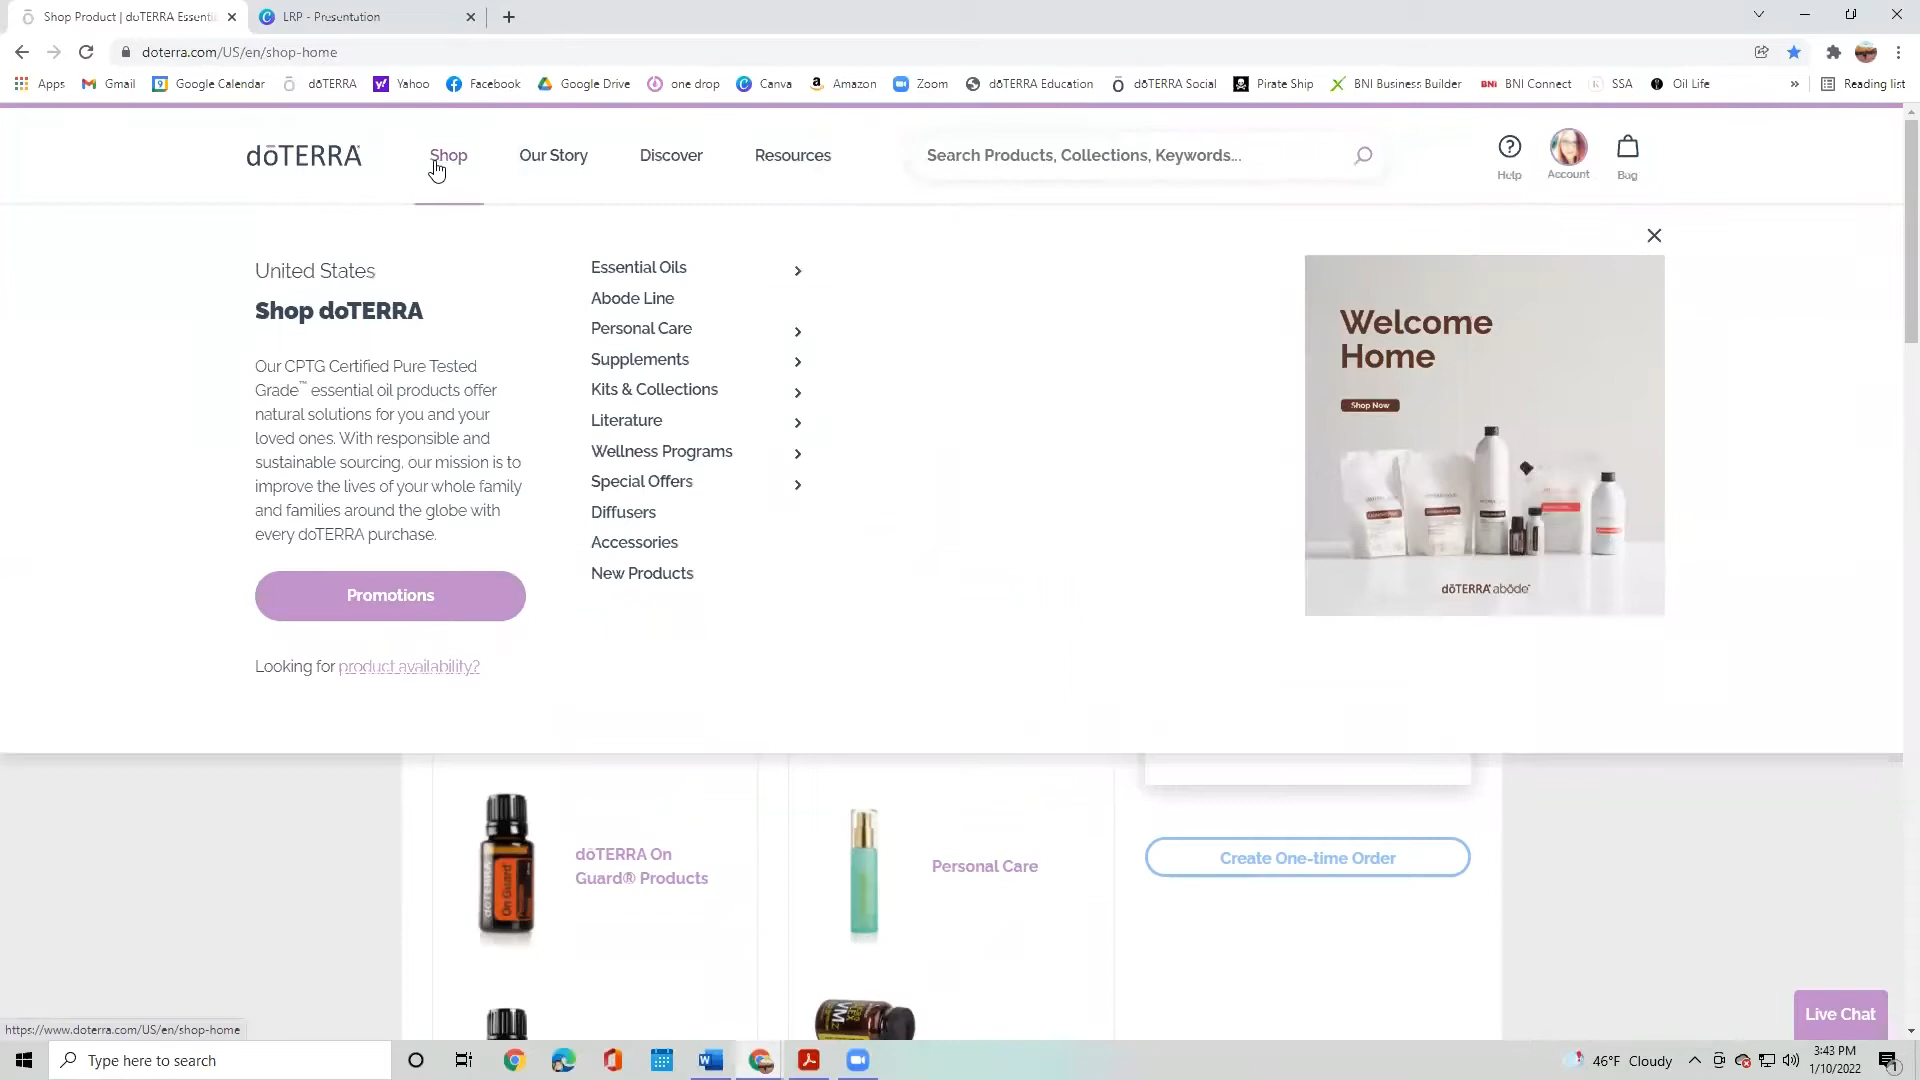 Shop Product | doTERRA Essenti
LRP - Presentation
doterra.com/US/en/shop-home
Apps
Gmail
Google Calendar
dōTERRA
Yahoo
Facebook
Google Drive
one drop
Canva
Amazon
Zoom
dōTERRA Education
dōTERRA Social
Pirate Ship
BNI Business Builder
BNI Connect
SSA
Oil Life
»
Reading list
dōTERRA
Shop
Our Story
Discover
Resources
Search Products, Collections, Keywords...
Help
Account
Bag
United States
Shop doTERRA
Our CPTG Certified Pure Tested
Grade™ essential oil products offer
natural solutions for you and your
loved ones. With responsible and
sustainable sourcing, our mission is to
improve the lives of your whole family
and families around the globe with
every doTERRA purchase.
Promotions
Looking for product availability?
Essential Oils
Abode Line
Personal Care
Supplements
Kits & Collections
Literature
Wellness Programs
Special Offers
Diffusers
Accessories
New Products
Welcome
Home
Shop Now
dōTERRA abōde™
dōTERRA On
Guard® Products
Personal Care
Create One-time Order
dōTERRA
On Guard
VMz
Live Chat
https://www.doterra.com/US/en/shop-home
Type here to search
46°F Cloudy
3:43 PM
1/10/2022
1